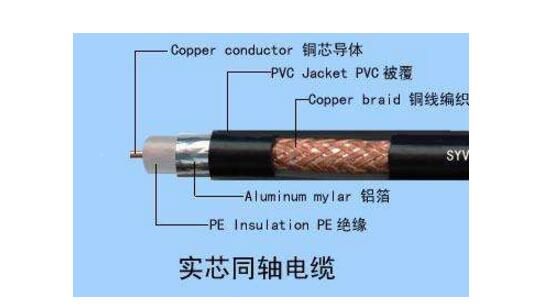 Copper conductor 铜芯导体
PVC Jacket PVC 被覆
Copper braid 铜线编织
SYV
Aluminum mylar 铝箔
PE Insulation PE 绝缘
实芯同轴电缆